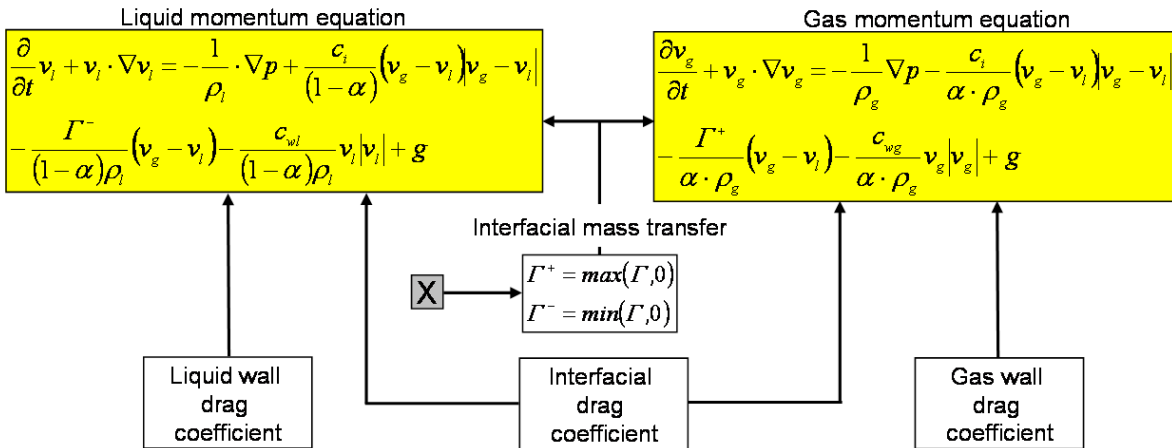 Liquid momentum equation
∂/∂t v_l + v_l · ∇v_l = −1/ρ_l · ∇p + c_i/(1−α) (v_g − v_l)|v_g − v_l|
− Γ⁻/((1−α)ρ_l) (v_g − v_l) − c_wl/((1−α)ρ_l) v_l|v_l| + g
Gas momentum equation
∂v_g/∂t + v_g · ∇v_g = −1/ρ_g ∇p − c_i/(α·ρ_g) (v_g − v_l)|v_g − v_l|
− Γ⁺/(α·ρ_g) (v_g − v_l) − c_wg/(α·ρ_g) v_g|v_g| + g
Interfacial mass transfer
X
Γ⁺ = max(Γ,0)
Γ⁻ = min(Γ,0)
Liquid wall
drag
coefficient
Interfacial
drag
coefficient
Gas wall
drag
coefficient